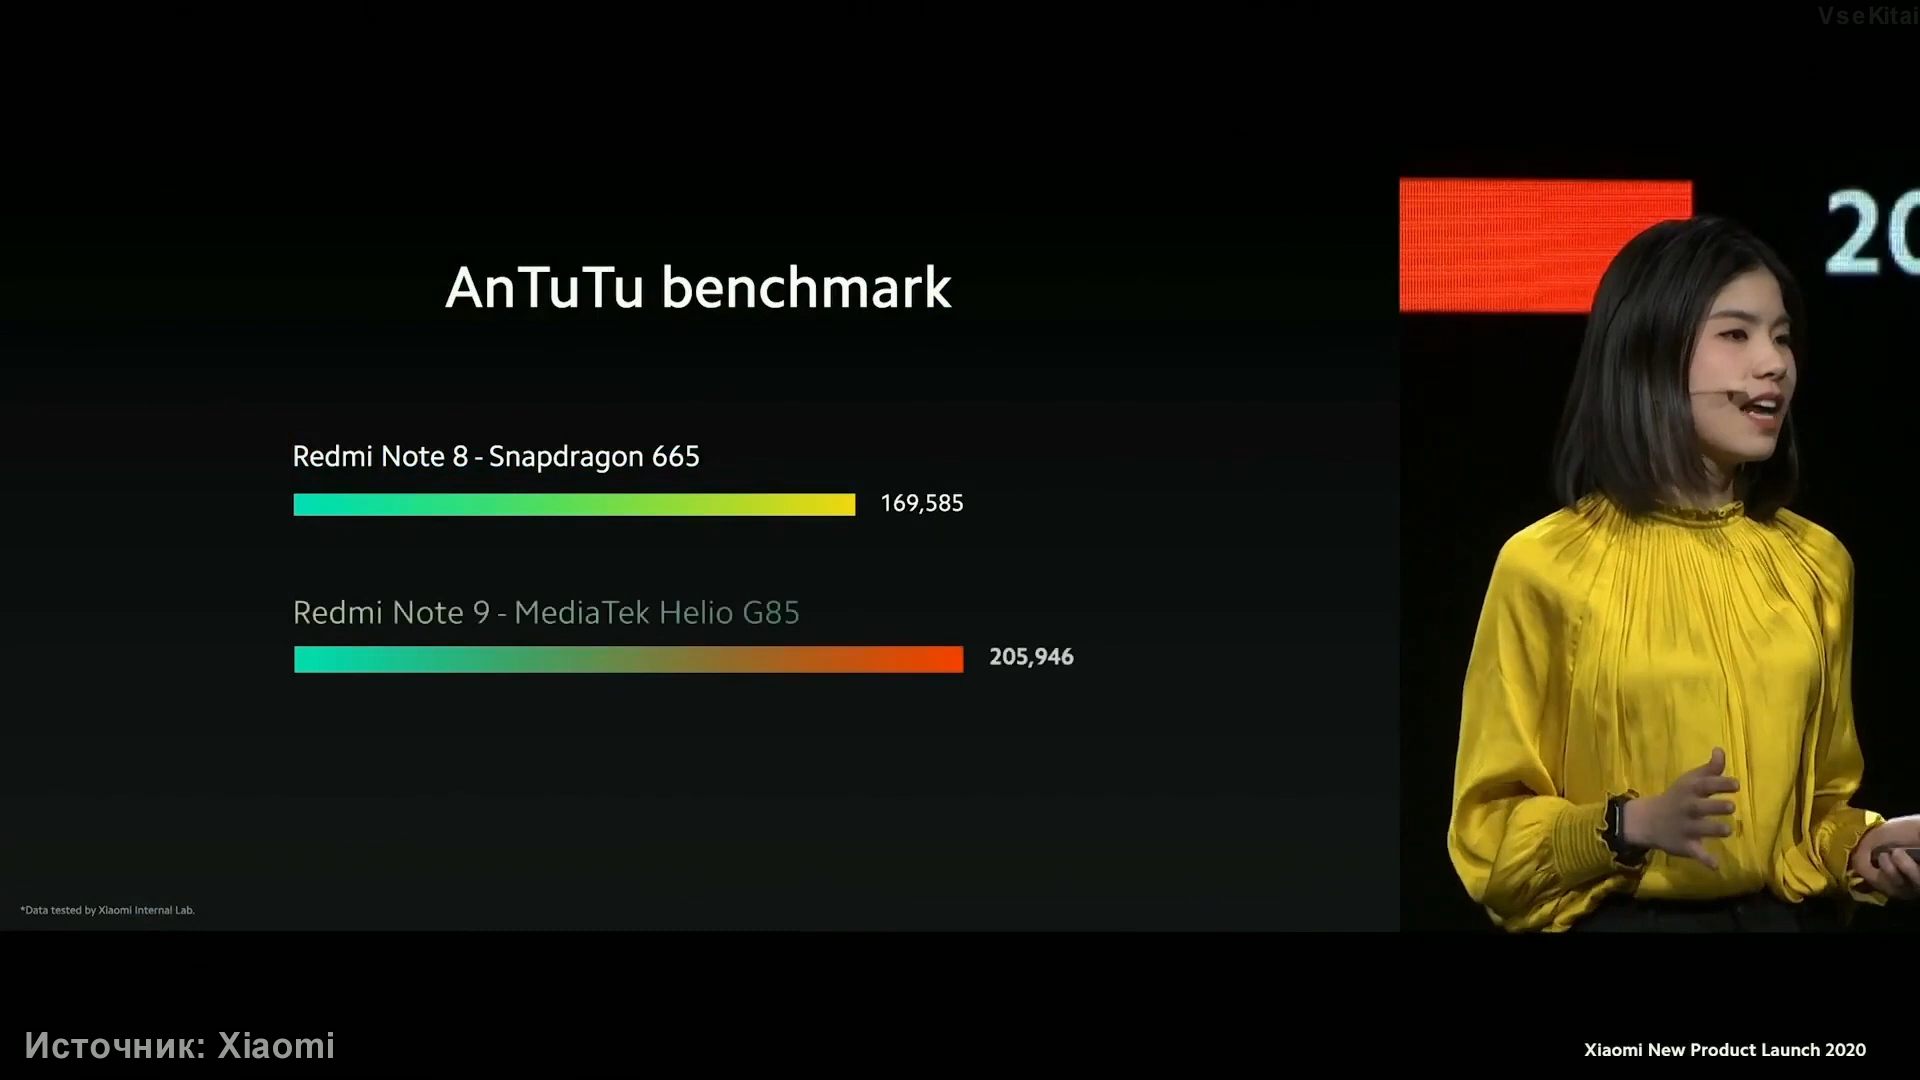 VseKitai
AnTuTu benchmark
20
Redmi Note 8 - Snapdragon 665
169,585
Redmi Note 9 - MediaTek Helio G85
205,946
*Data tested by Xiaomi Internal Lab.
Источник: Xiaomi
Xiaomi New Product Launch 2020